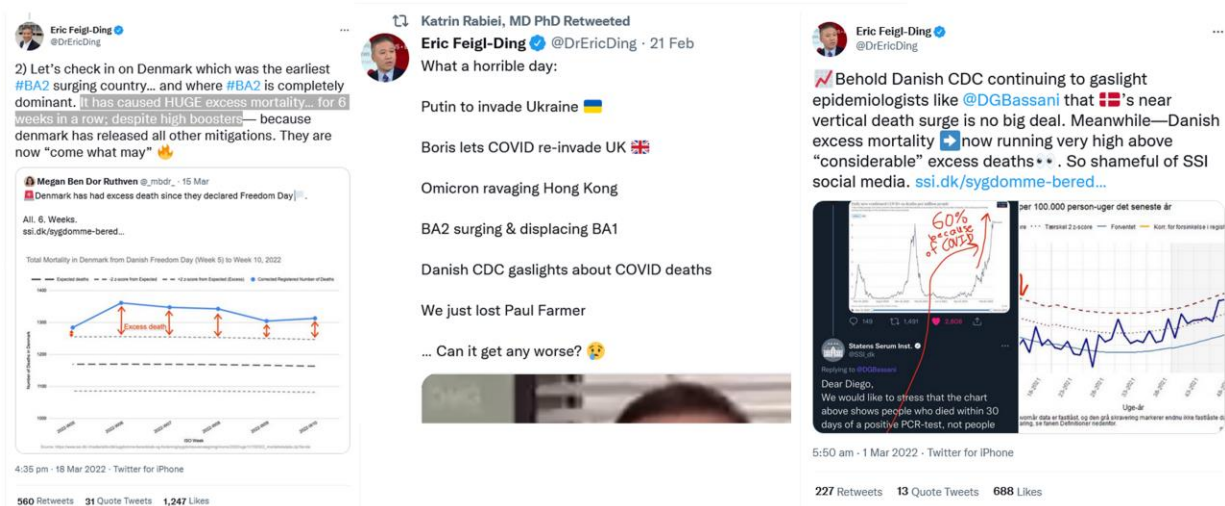 Eric Feigl-Ding
@DrEricDing
2) Let's check in on Denmark which was the earliest
#BA2 surging country... and where #BA2 is completely
dominant. It has caused HUGE excess mortality... for 6
weeks in a row; despite high boosters— because
denmark has released all other mitigations. They are
now "come what may" 🔥
Megan Ben Dor Ruthven @_mbdr_ · 15 Mar
🚨Denmark has had excess death since they declared Freedom Day🏳️.
All. 6. Weeks.
ssi.dk/sygdomme-bered...
Total Mortality in Denmark from Danish Freedom Day (Week 5) to Week 10, 2022
Excess death
ISO Week
4:35 pm · 18 Mar 2022 · Twitter for iPhone
560 Retweets 31 Quote Tweets 1,247 Likes
Katrin Rabiei, MD PhD Retweeted
Eric Feigl-Ding @DrEricDing · 21 Feb
What a horrible day:
Putin to invade Ukraine 🇺🇦
Boris lets COVID re-invade UK 🇬🇧
Omicron ravaging Hong Kong
BA2 surging & displacing BA1
Danish CDC gaslights about COVID deaths
We just lost Paul Farmer
... Can it get any worse? 😢
Eric Feigl-Ding
@DrEricDing
📈Behold Danish CDC continuing to gaslight
epidemiologists like @DGBassani that 🇩🇰's near
vertical death surge is no big deal. Meanwhile—Danish
excess mortality ➡️now running very high above
"considerable" excess deaths👀. So shameful of SSI
social media. ssi.dk/sygdomme-bered...
60%
because
of COVID
149 1,491
Statens Serum Inst.
@SSI_dk
Replying to @DGBassani
Dear Diego,
We would like to stress that the chart
above shows people who died within 30
days of a positive PCR-test, not people
per 100.000 person-uger det seneste år
Uge-år
5:50 am · 1 Mar 2022 · Twitter for iPhone
227 Retweets 13 Quote Tweets 688 Likes